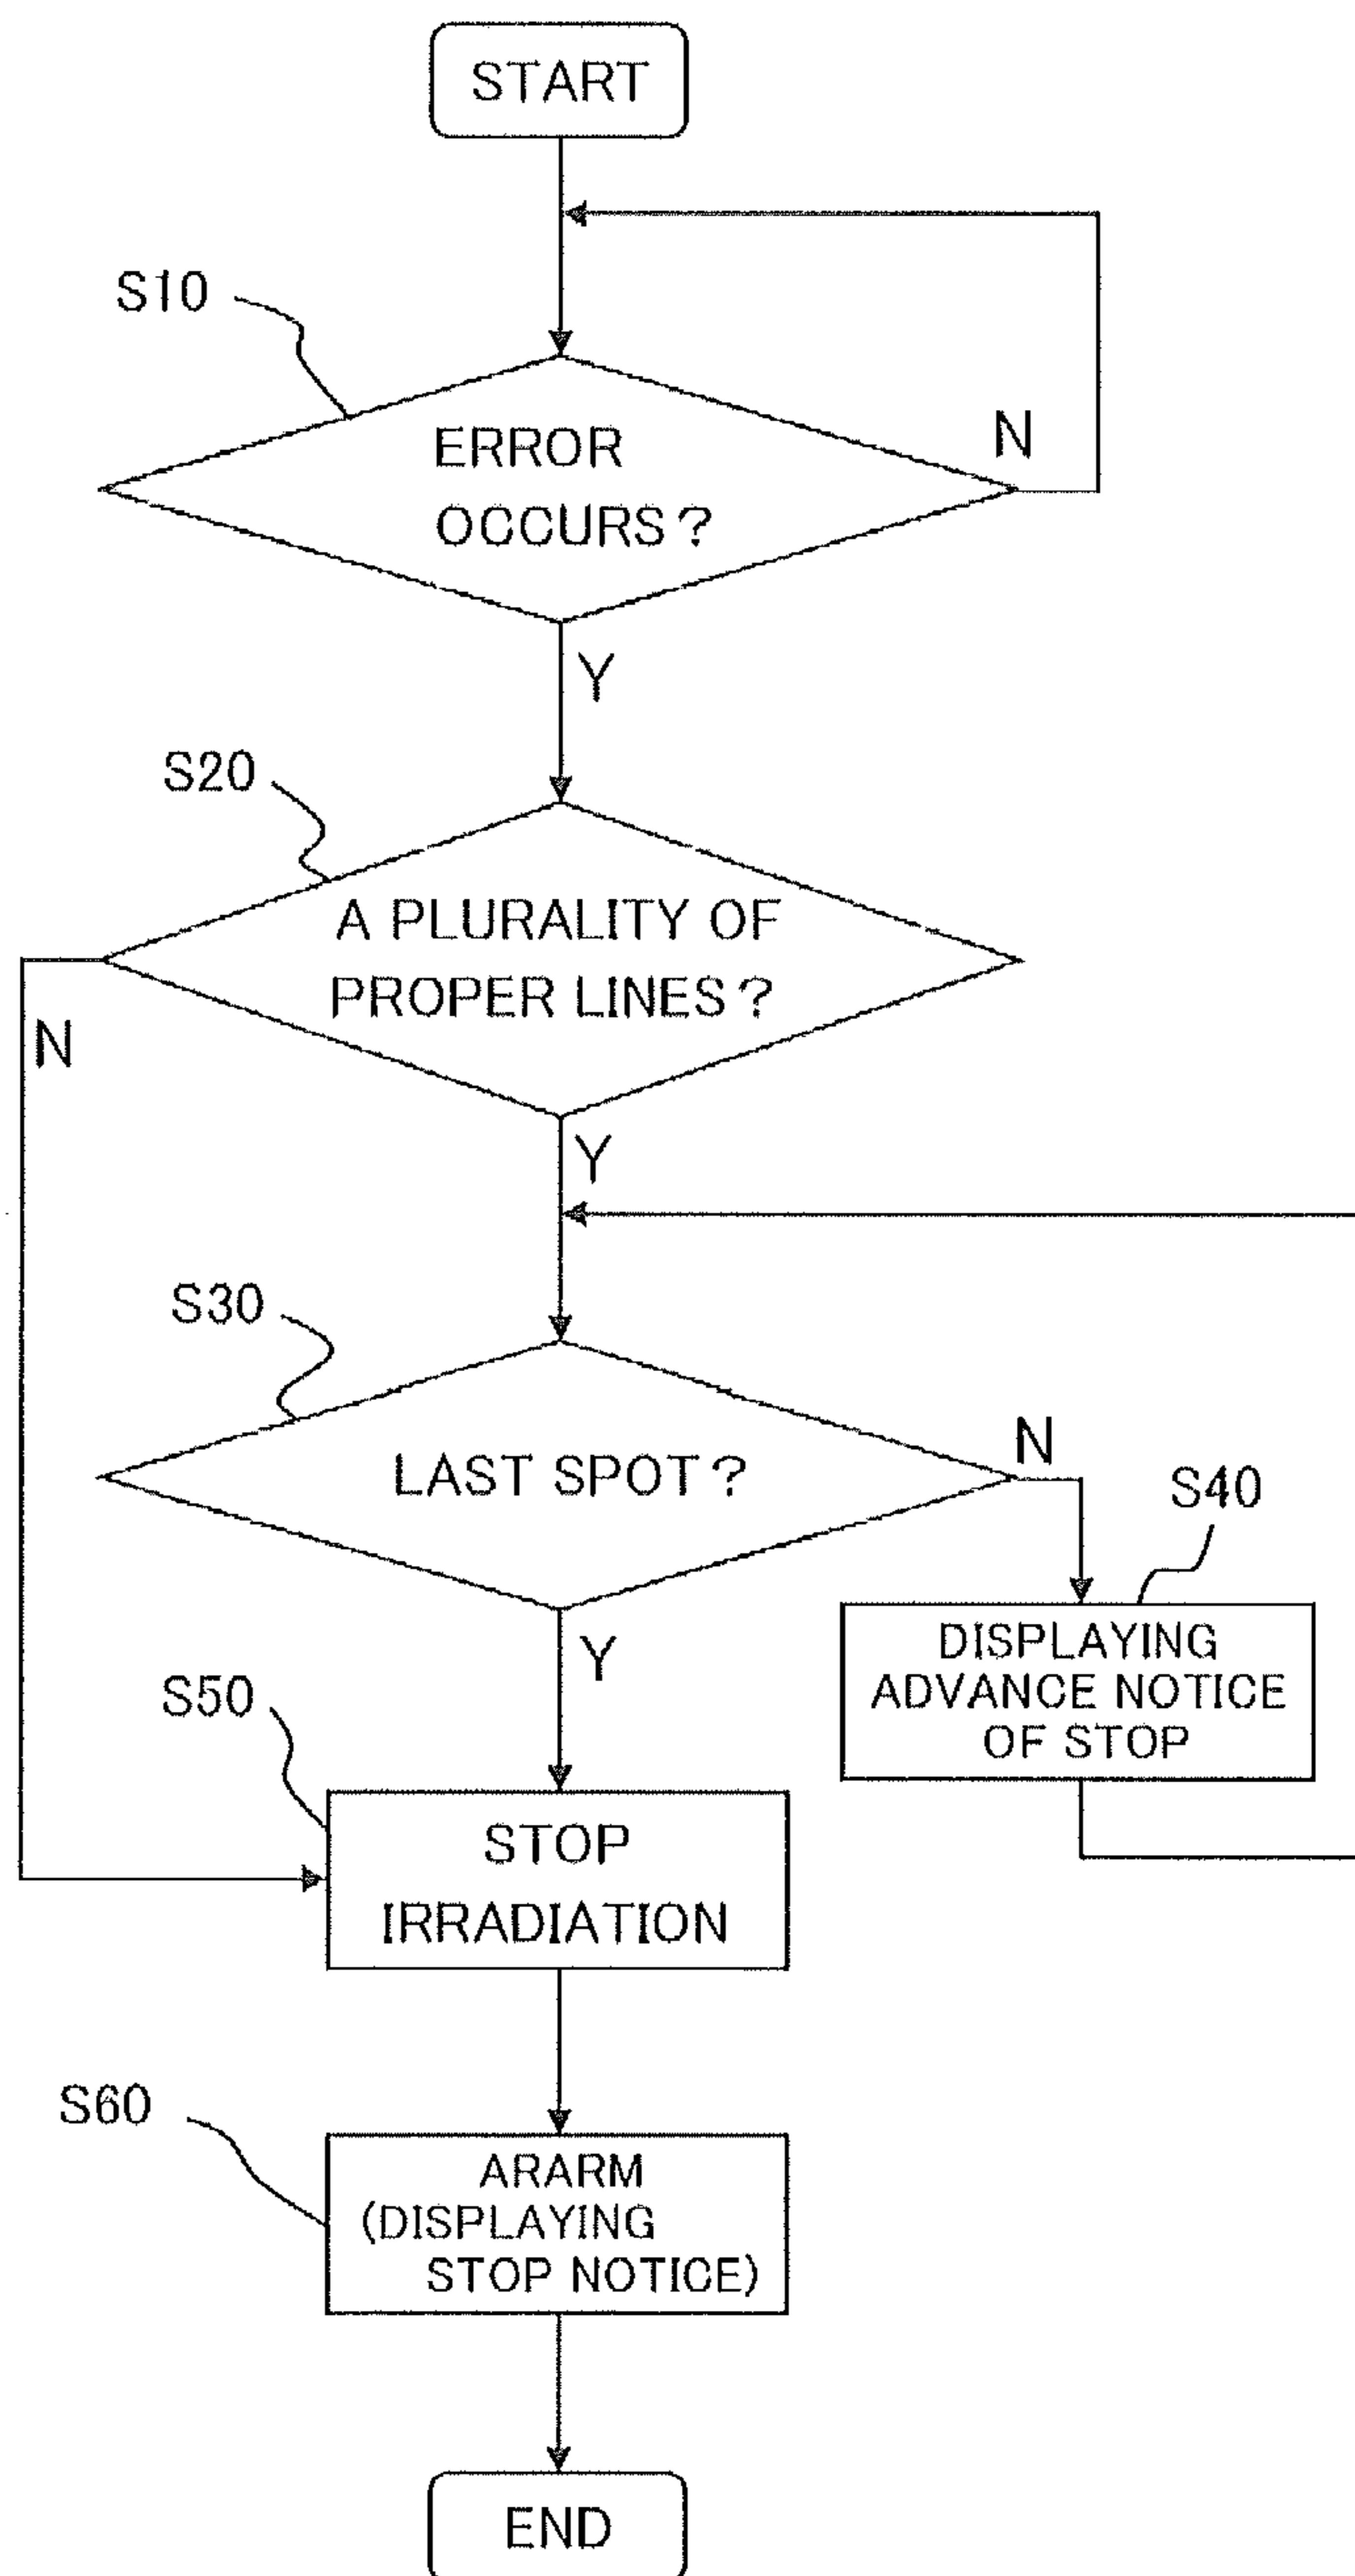 START
S10
ERROR
OCCURS?
N
Y
S20
A PLURALITY OF
PROPER LINES?
N
Y
S30
LAST SPOT?
N
S40
DISPLAYING
ADVANCE NOTICE
OF STOP
Y
S50
STOP
IRRADIATION
S60
ARARM
(DISPLAYING
STOP NOTICE)
END